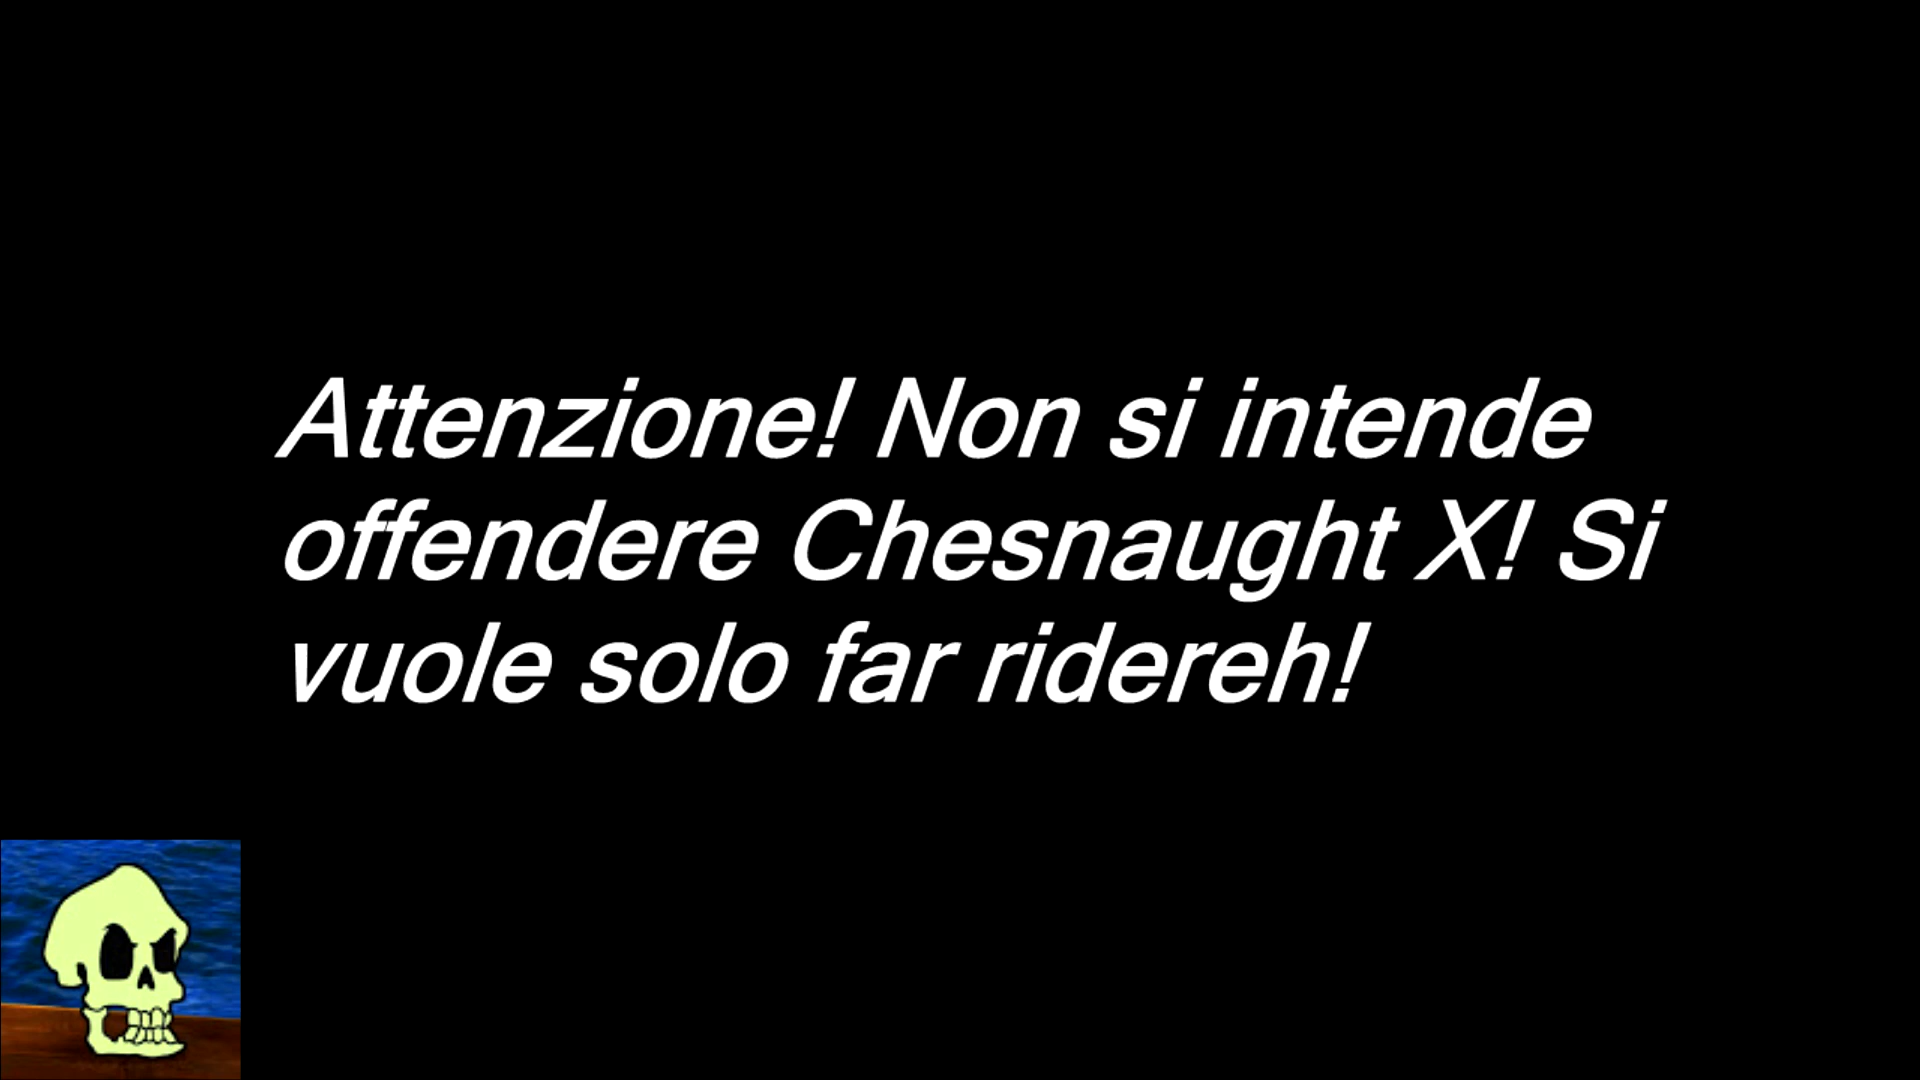 Attenzione! Non si intende
offendere Chesnaught X! Si
vuole solo far ridereh!